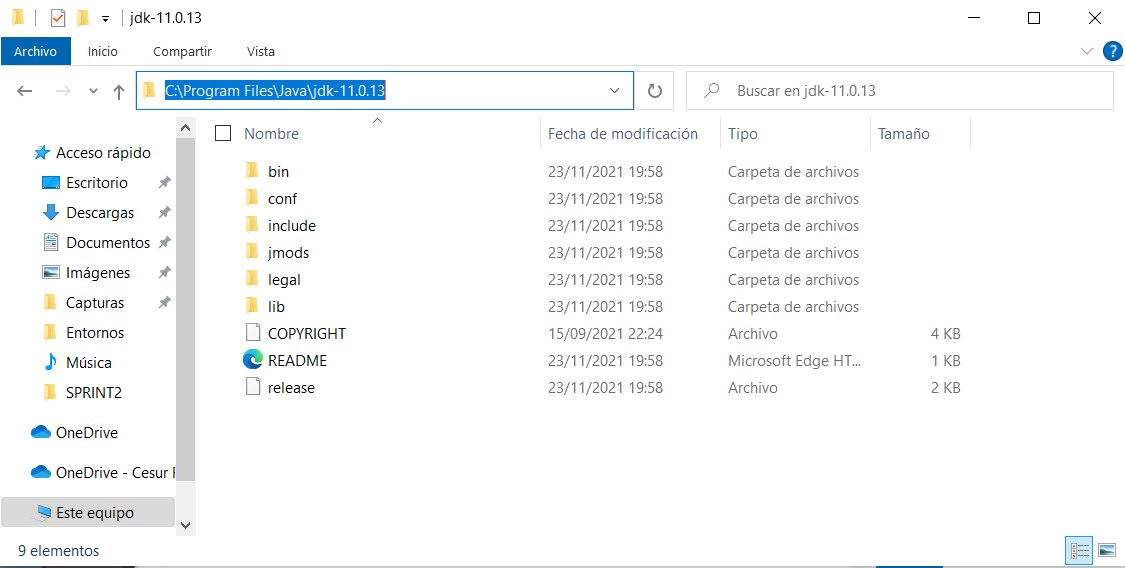 jdk-11.0.13
Archivo Inicio Compartir Vista
?
C:\Program Files\Java\jdk-11.0.13 Buscar en jdk-11.0.13
Nombre Fecha de modificación Tipo Tamaño
Acceso rápido
Escritorio
Descargas
Documentos
Imágenes
Capturas
Entornos
Música
SPRINT2
OneDrive
OneDrive - Cesur
Este equipo
bin 23/11/2021 19:58 Carpeta de archivos
conf 23/11/2021 19:58 Carpeta de archivos
include 23/11/2021 19:58 Carpeta de archivos
jmods 23/11/2021 19:58 Carpeta de archivos
legal 23/11/2021 19:58 Carpeta de archivos
lib 23/11/2021 19:58 Carpeta de archivos
COPYRIGHT 15/09/2021 22:24 Archivo 4 KB
README 23/11/2021 19:58 Microsoft Edge HT... 1 KB
release 23/11/2021 19:58 Archivo 2 KB
9 elementos